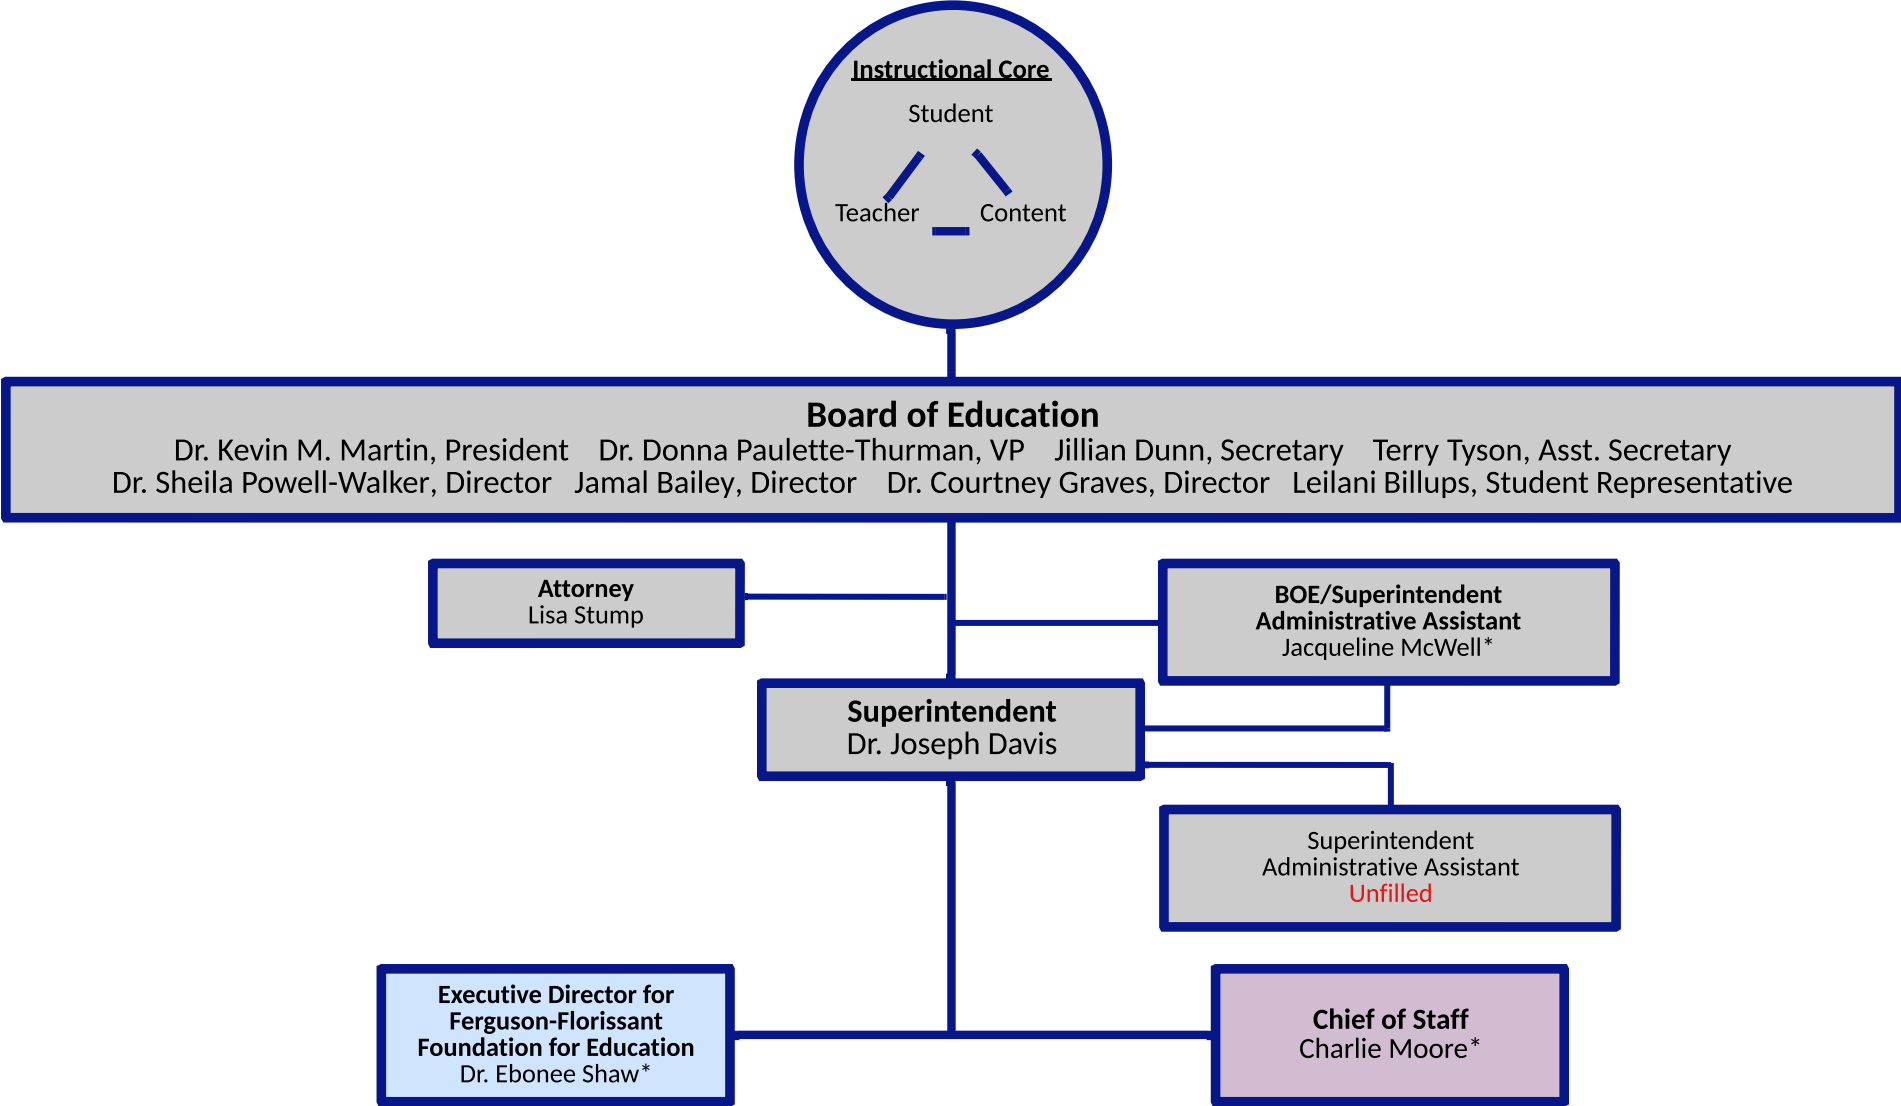 Instructional Core
Student
Teacher Content
Board of Education
Dr. Kevin M. Martin, President Dr. Donna Paulette-Thurman, VP Jillian Dunn, Secretary Terry Tyson, Asst. Secretary
Dr. Sheila Powell-Walker, Director Jamal Bailey, Director Dr. Courtney Graves, Director Leilani Billups, Student Representative
Attorney
Lisa Stump
BOE/Superintendent
Administrative Assistant
Jacqueline McWell*
Superintendent
Dr. Joseph Davis
Superintendent
Administrative Assistant
Unfilled
Executive Director for
Ferguson-Florissant
Foundation for Education
Dr. Ebonee Shaw*
Chief of Staff
Charlie Moore*